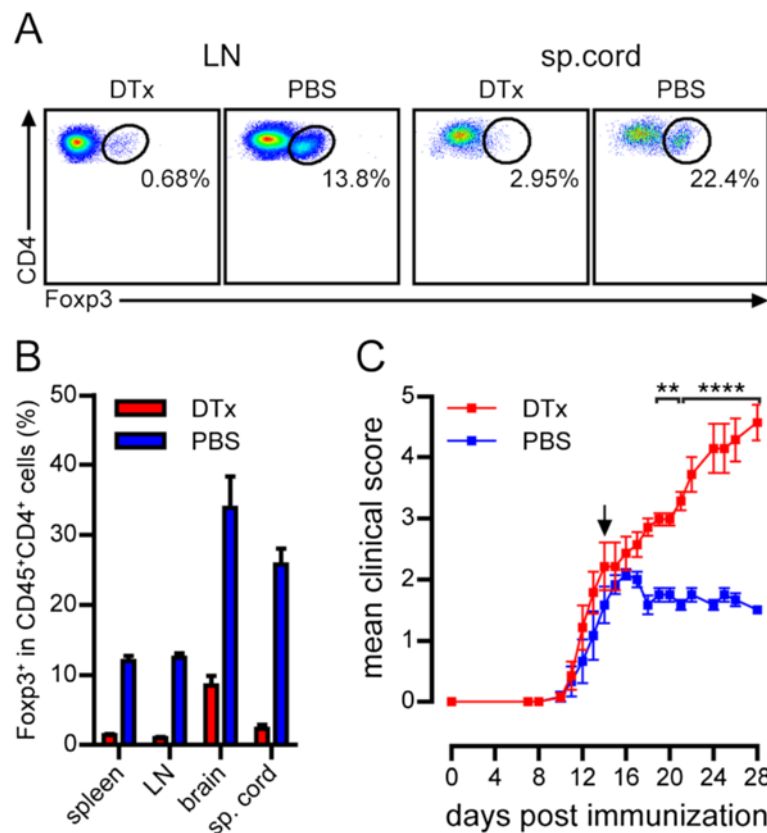 A
LN
sp.cord
DTx
PBS
DTx
PBS
0.68%
13.8%
2.95%
22.4%
CD4
Foxp3
B
Foxp3⁺ in CD45⁺CD4⁺ cells (%)
50
40
30
20
10
0
DTx
PBS
spleen
LN
brain
sp. cord
C
mean clinical score
5
4
3
2
1
0
DTx
PBS
**
****
0
4
8
12
16
20
24
28
days post immunization